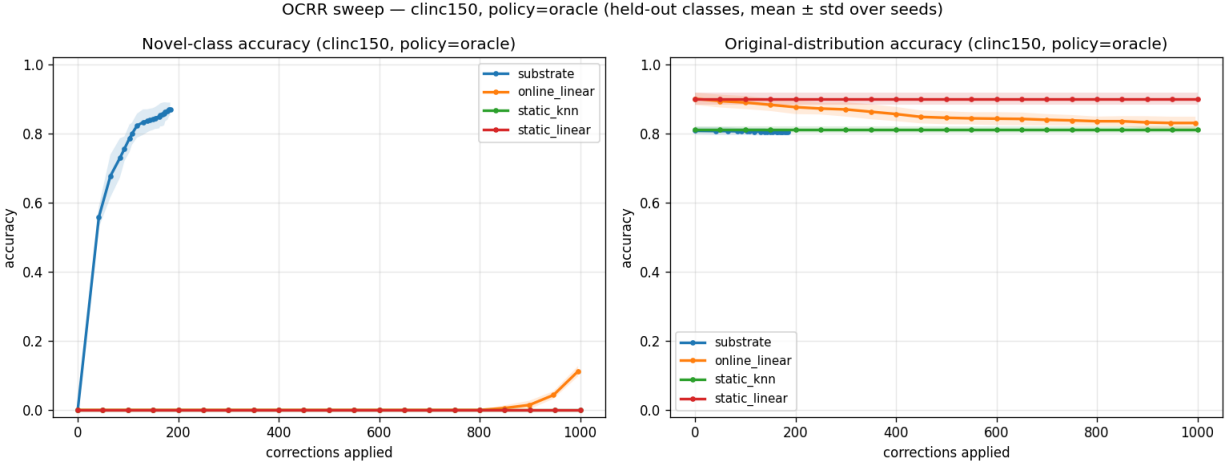 OCRR sweep — clinc150, policy=oracle (held-out classes, mean ± std over seeds)
Novel-class accuracy (clinc150, policy=oracle)
1.0
0.8
0.6
0.4
0.2
0.0
accuracy
substrate
online_linear
static_knn
static_linear
0 200 400 600 800 1000
corrections applied
Original-distribution accuracy (clinc150, policy=oracle)
1.0
0.8
0.6
0.4
0.2
0.0
accuracy
substrate
online_linear
static_knn
static_linear
0 200 400 600 800 1000
corrections applied